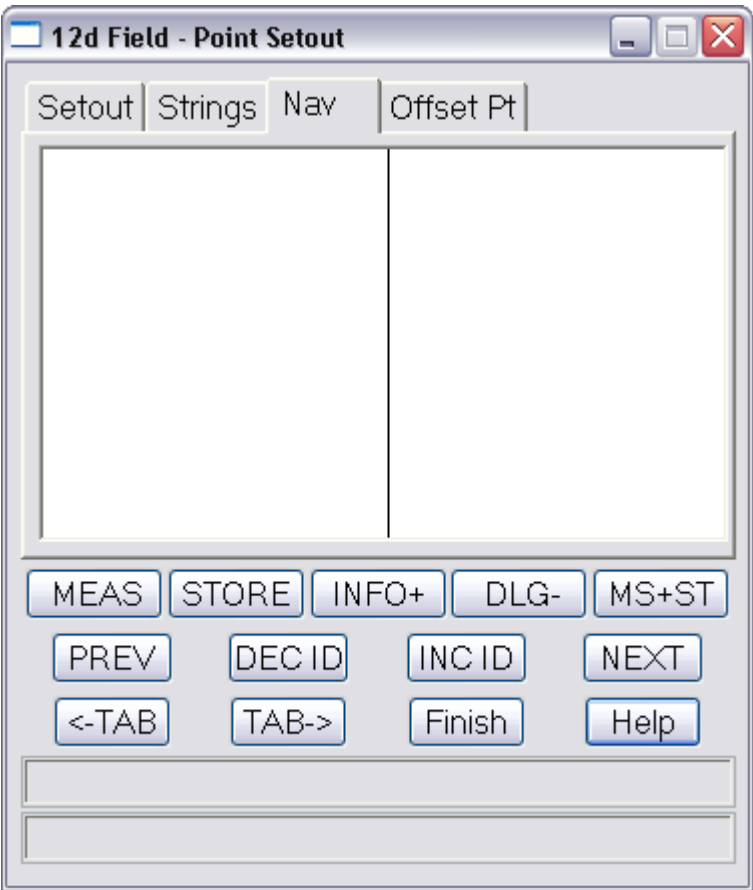 12d Field - Point Setout
Setout Strings Nav Offset Pt
MEAS STORE INFO+ DLG- MS+ST
PREV DEC ID INC ID NEXT
<-TAB TAB-> Finish Help